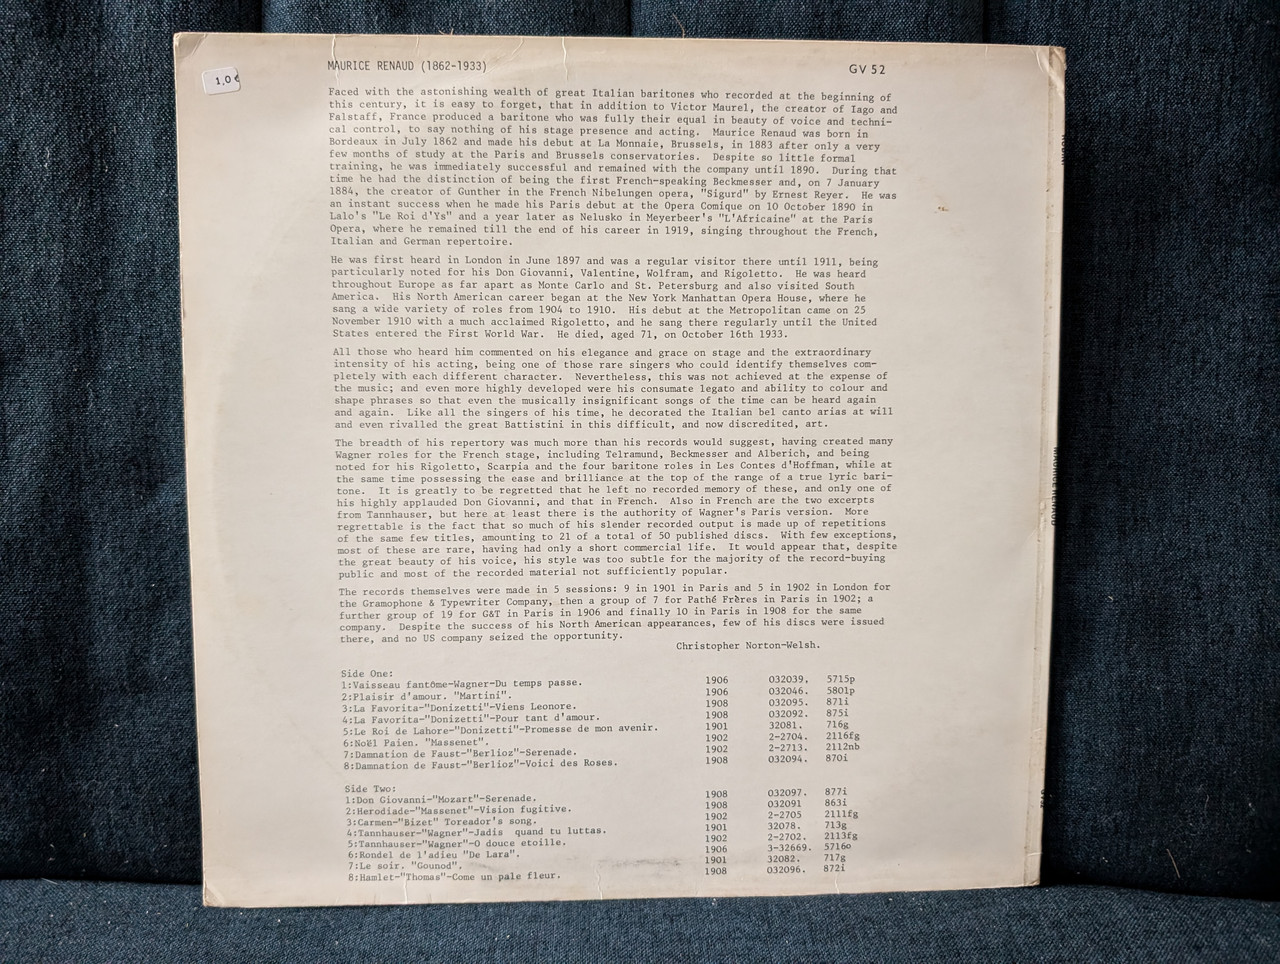 1,0€
MAURICE RENAUD (1862-1933)
GV 52
Faced with the astonishing wealth of great Italian baritones who recorded at the beginning of
this century, it is easy to forget, that in addition to Victor Maurel, the creator of Iago and
Falstaff, France produced a baritone who was fully their equal in beauty of voice and techni-
cal control, to say nothing of his stage presence and acting. Maurice Renaud was born in
Bordeaux in July 1862 and made his debut at La Monnaie, Brussels, in 1883 after only a very
few months of study at the Paris and Brussels conservatories. Despite so little formal
training, he was immediately successful and remained with the company until 1890. During that
time he had the distinction of being the first French-speaking Beckmesser and, on 7 January
1884, the creator of Gunther in the French Nibelungen opera, "Sigurd" by Ernest Reyer. He was
an instant success when he made his Paris debut at the Opera Comique on 10 October 1890 in
Lalo's "Le Roi d'Ys" and a year later as Nelusko in Meyerbeer's "L'Africaine" at the Paris
Opera, where he remained till the end of his career in 1919, singing throughout the French,
Italian and German repertoire.
He was first heard in London in June 1897 and was a regular visitor there until 1911, being
particularly noted for his Don Giovanni, Valentine, Wolfram, and Rigoletto. He was heard
throughout Europe as far apart as Monte Carlo and St. Petersburg and also visited South
America. His North American career began at the New York Manhattan Opera House, where he
sang a wide variety of roles from 1904 to 1910. His debut at the Metropolitan came on 25
November 1910 with a much acclaimed Rigoletto, and he sang there regularly until the United
States entered the First World War. He died, aged 71, on October 16th 1933.
All those who heard him commented on his elegance and grace on stage and the extraordinary
intensity of his acting, being one of those rare singers who could identify themselves com-
pletely with each different character. Nevertheless, this was not achieved at the expense of
the music; and even more highly developed were his consumate legato and ability to colour and
shape phrases so that even the musically insignificant songs of the time can be heard again
and again. Like all the singers of his time, he decorated the Italian bel canto arias at will
and even rivalled the great Battistini in this difficult, and now discredited, art.
The breadth of his repertory was much more than his records would suggest, having created many
Wagner roles for the French stage, including Telramund, Beckmesser and Alberich, and being
noted for his Rigoletto, Scarpia and the four baritone roles in Les Contes d'Hoffman, while at
the same time possessing the ease and brilliance at the top of the range of a true lyric bari-
tone. It is greatly to be regretted that he left no recorded memory of these, and only one of
his highly applauded Don Giovanni, and that in French. Also in French are the two excerpts
from Tannhauser, but here at least there is the authority of Wagner's Paris version. More
regrettable is the fact that so much of his slender recorded output is made up of repetitions
of the same few titles, amounting to 21 of a total of 50 published discs. With few exceptions,
most of these are rare, having had only a short commercial life. It would appear that, despite
the great beauty of his voice, his style was too subtle for the majority of the record-buying
public and most of the recorded material not sufficiently popular.
The records themselves were made in 5 sessions: 9 in 1901 in Paris and 5 in 1902 in London for
the Gramophone & Typewriter Company, then a group of 7 for Pathé Frères in Paris in 1902; a
further group of 19 for G&T in Paris in 1906 and finally 10 in Paris in 1908 for the same
company. Despite the success of his North American appearances, few of his discs were issued
there, and no US company seized the opportunity.
Christopher Norton-Welsh.
Side One:
1:Vaisseau fantôme-Wagner-Du temps passe. 1906 032039. 5715p
2:Plaisir d'amour. "Martini". 1906 032046. 5801p
3:La Favorita-"Donizetti"-Viens Leonore. 1908 032095. 871i
4:La Favorita-"Donizetti"-Pour tant d'amour. 1908 032092. 875i
5:Le Roi de Lahore-"Donizetti"-Promesse de mon avenir. 1901 32081. 716g
6:Noël Paien. "Massenet". 1902 2-2704. 2116fg
7:Damnation de Faust-"Berlioz"-Serenade. 1902 2-2713. 2112nb
8:Damnation de Faust-"Berlioz"-Voici des Roses. 1908 032094. 870i
Side Two:
1:Don Giovanni-"Mozart"-Serenade. 1908 032097. 877i
2:Herodiade-"Massenet"-Vision fugitive. 1908 032091 863i
3:Carmen-"Bizet" Toreador's song. 1902 2-2705 2111fg
4:Tannhauser-"Wagner"-Jadis quand tu luttas. 1901 32078. 713g
5:Tannhauser-"Wagner"-O douce etoille. 1902 2-2702. 2113fg
6:Rondel de l'adieu "De Lara". 1906 3-32669. 5716o
7:Le soir. "Gounod". 1901 32082. 717g
8:Hamlet-"Thomas"-Come un pale fleur. 1908 032096. 872i
MAURICE RENAUD